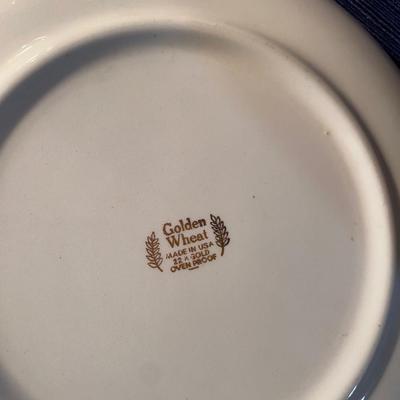 Golden
Wheat
MADE IN USA
22 K GOLD
OVEN PROOF